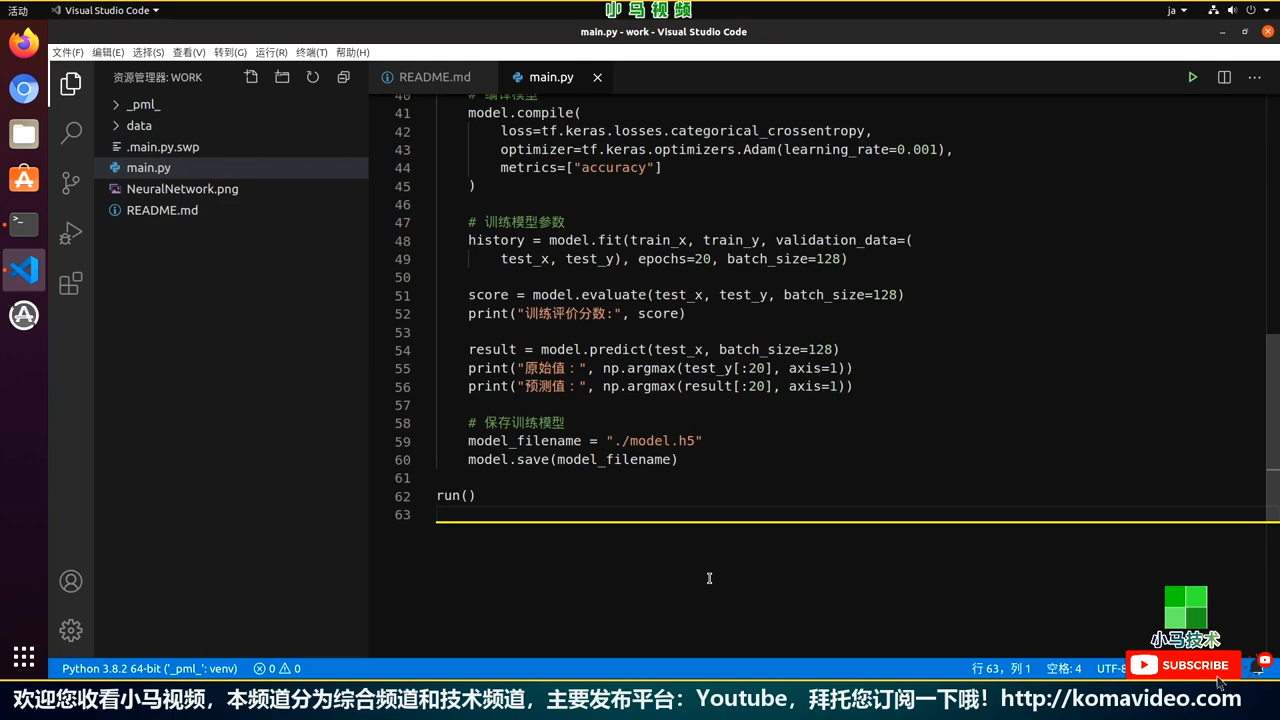 活动
Visual Studio Code
小马视频
ja
main.py - work - Visual Studio Code
文件(F) 编辑(E) 选择(S) 查看(V) 转到(G) 运行(R) 终端(T) 帮助(H)
资源管理器: WORK
README.md
main.py
_pml_
data
.main.py.swp
main.py
NeuralNetwork.png
README.md
40 # 编译模型
41 model.compile(
42 loss=tf.keras.losses.categorical_crossentropy,
43 optimizer=tf.keras.optimizers.Adam(learning_rate=0.001),
44 metrics=["accuracy"]
45 )
46
47 # 训练模型参数
48 history = model.fit(train_x, train_y, validation_data=(
49 test_x, test_y), epochs=20, batch_size=128)
50
51 score = model.evaluate(test_x, test_y, batch_size=128)
52 print("训练评价分数:", score)
53
54 result = model.predict(test_x, batch_size=128)
55 print("原始值：", np.argmax(test_y[:20], axis=1))
56 print("预测值：", np.argmax(result[:20], axis=1))
57
58 # 保存训练模型
59 model_filename = "./model.h5"
60 model.save(model_filename)
61
62 run()
63
小马技术
SUBSCRIBE
Python 3.8.2 64-bit ('_pml_': venv) 0 0 行 63，列 1 空格: 4
欢迎您收看小马视频，本频道分为综合频道和技术频道，主要发布平台：Youtube，拜托您订阅一下哦！http://komavideo.com